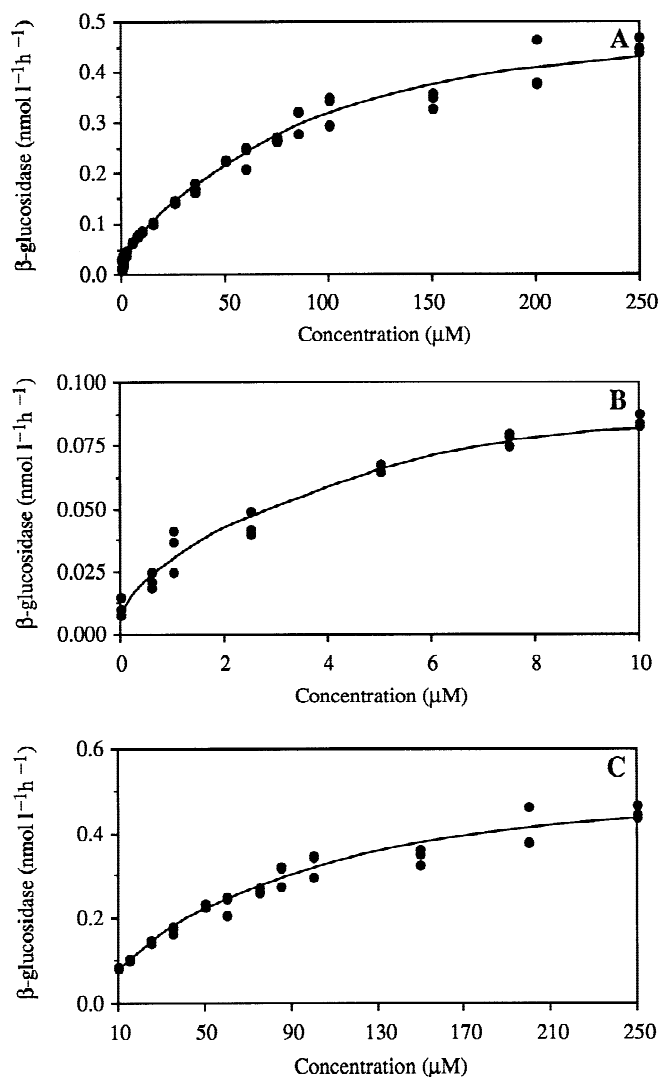 β-glucosidase (nmol l⁻¹h ⁻¹)
0.5
0.4
0.3
0.2
0.1
0.0
A
0 50 100 150 200 250
Concentration (μM)
β-glucosidase (nmol l⁻¹h ⁻¹)
0.100
0.075
0.050
0.025
0.000
B
0 2 4 6 8 10
Concentration (μM)
β-glucosidase (nmol l⁻¹h ⁻¹)
0.6
0.4
0.2
0.0
C
10 50 90 130 170 210 250
Concentration (μM)